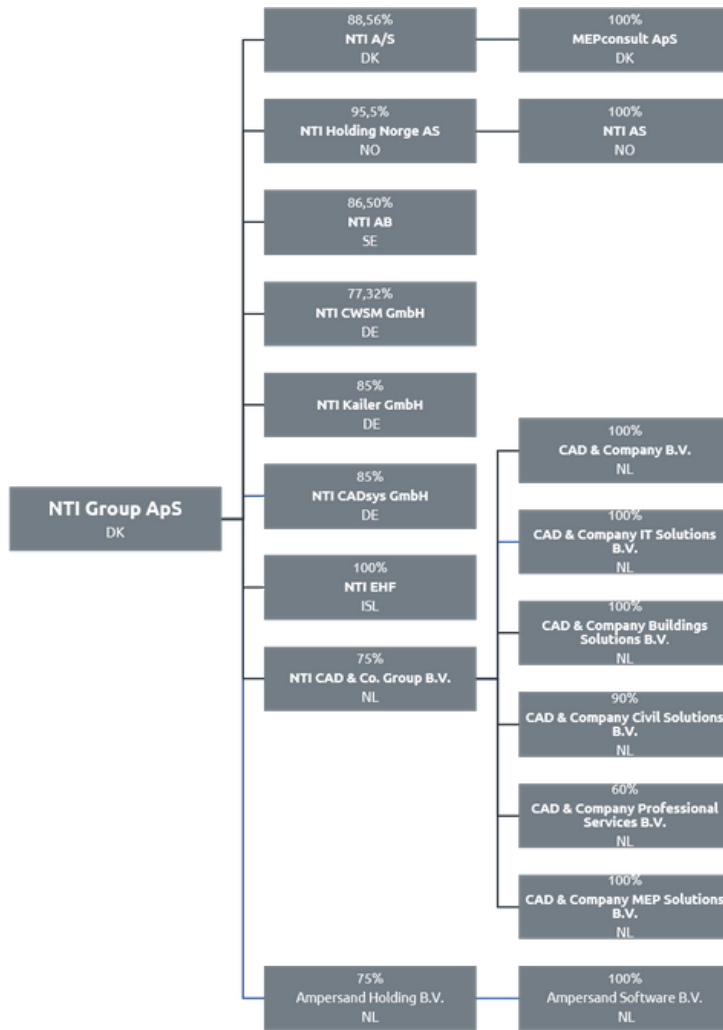 88,56%
NTI A/S
DK
100%
MEPconsult ApS
DK
95,5%
NTI Holding Norge AS
NO
100%
NTI AS
NO
86,50%
NTI AB
SE
77,32%
NTI CWSM GmbH
DE
85%
NTI Kailer GmbH
DE
85%
NTI CADsys GmbH
DE
NTI Group ApS
DK
100%
NTI EHF
ISL
75%
NTI CAD & Co. Group B.V.
NL
100%
CAD & Company B.V.
NL
100%
CAD & Company IT Solutions
B.V.
NL
100%
CAD & Company Buildings
Solutions B.V.
NL
90%
CAD & Company Civil Solutions
B.V.
NL
60%
CAD & Company Professional
Services B.V.
NL
100%
CAD & Company MEP Solutions
B.V.
NL
75%
Ampersand Holding B.V.
NL
100%
Ampersand Software B.V.
NL